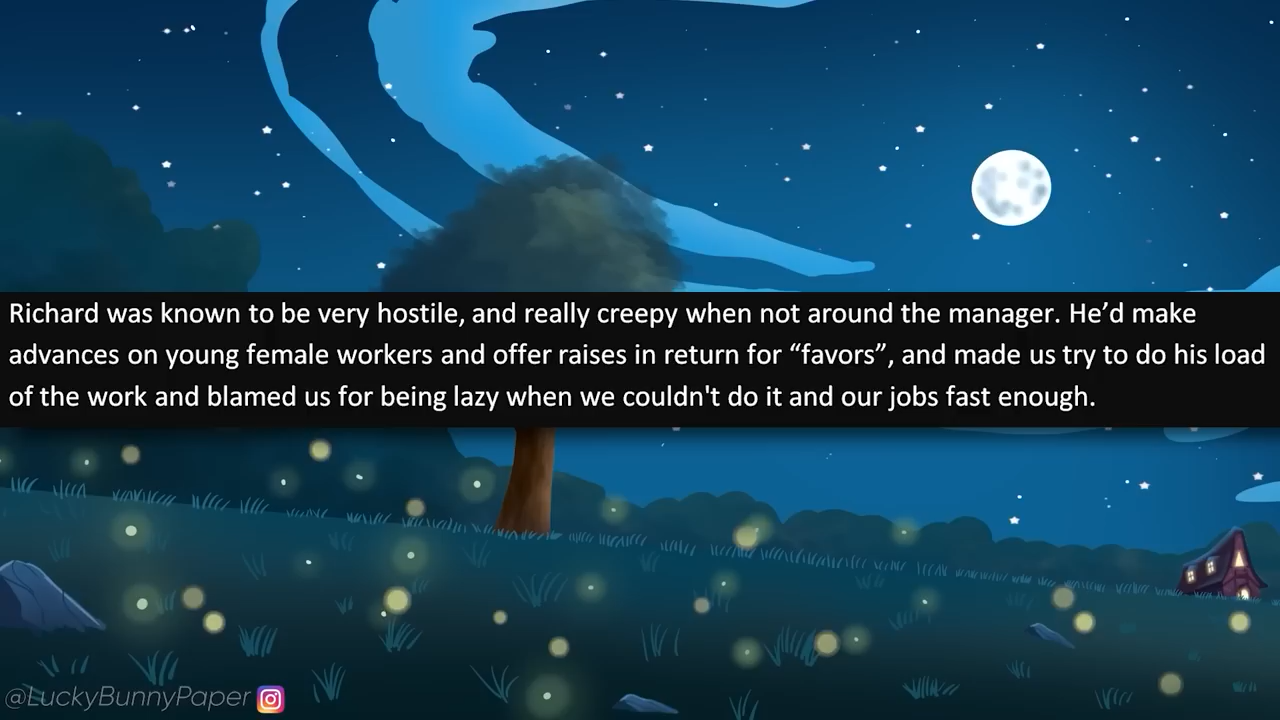 Richard was known to be very hostile, and really creepy when not around the manager. He’d make
advances on young female workers and offer raises in return for “favors”, and made us try to do his load
of the work and blamed us for being lazy when we couldn't do it and our jobs fast enough.
@LuckyBunnyPaper